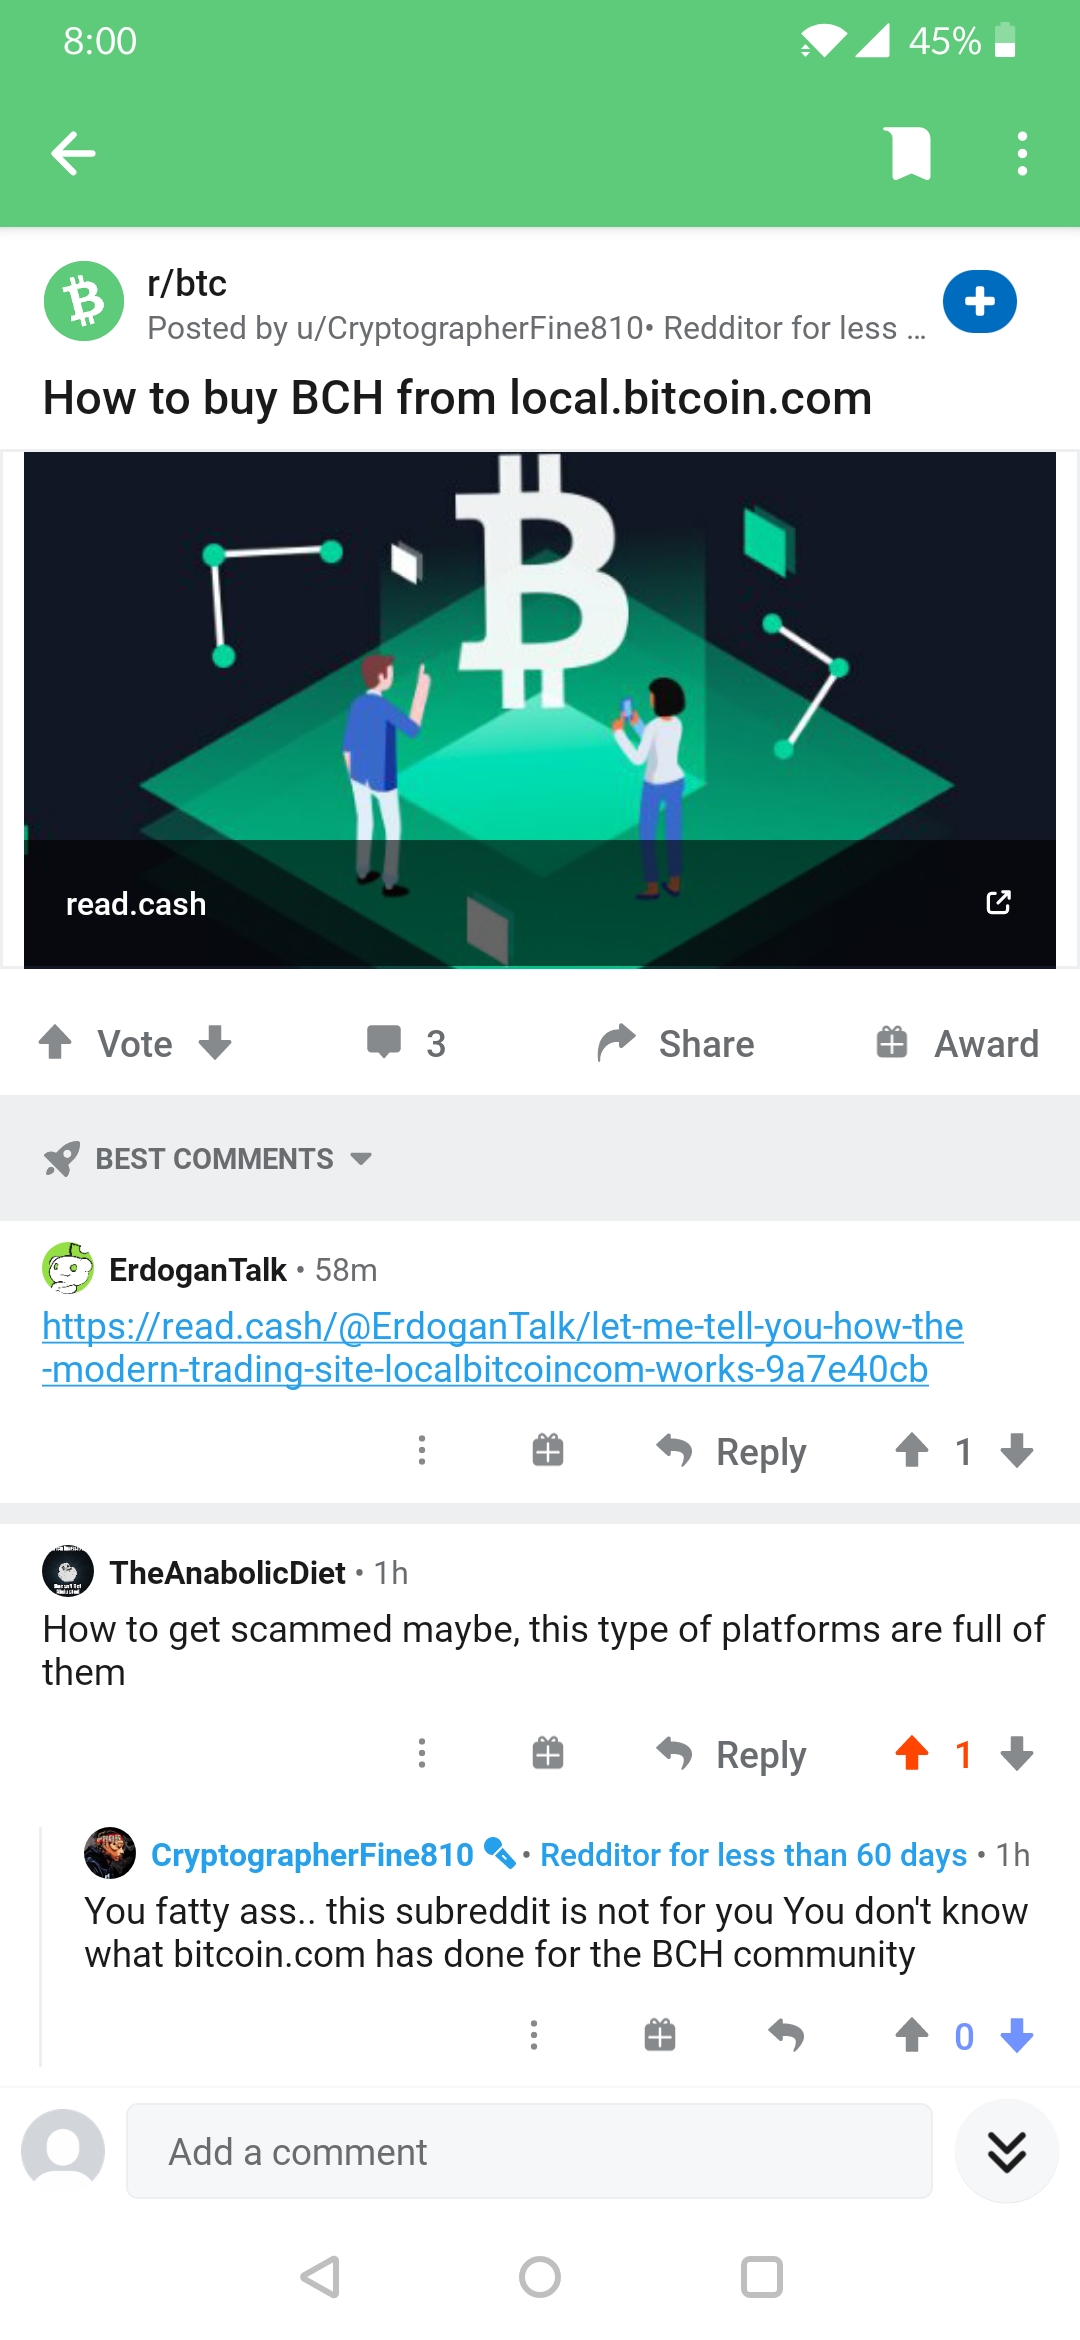 8:00
45%
r/btc
Posted by u/CryptographerFine810• Redditor for less ...
How to buy BCH from local.bitcoin.com
read.cash
Vote
3
Share
Award
BEST COMMENTS
ErdoganTalk • 58m
https://read.cash/@ErdoganTalk/let-me-tell-you-how-the
-modern-trading-site-localbitcoincom-works-9a7e40cb
Reply
1
TheAnabolicDiet • 1h
How to get scammed maybe, this type of platforms are full of
them
Reply
1
CryptographerFine810 • Redditor for less than 60 days • 1h
You fatty ass.. this subreddit is not for you You don't know
what bitcoin.com has done for the BCH community
0
Add a comment